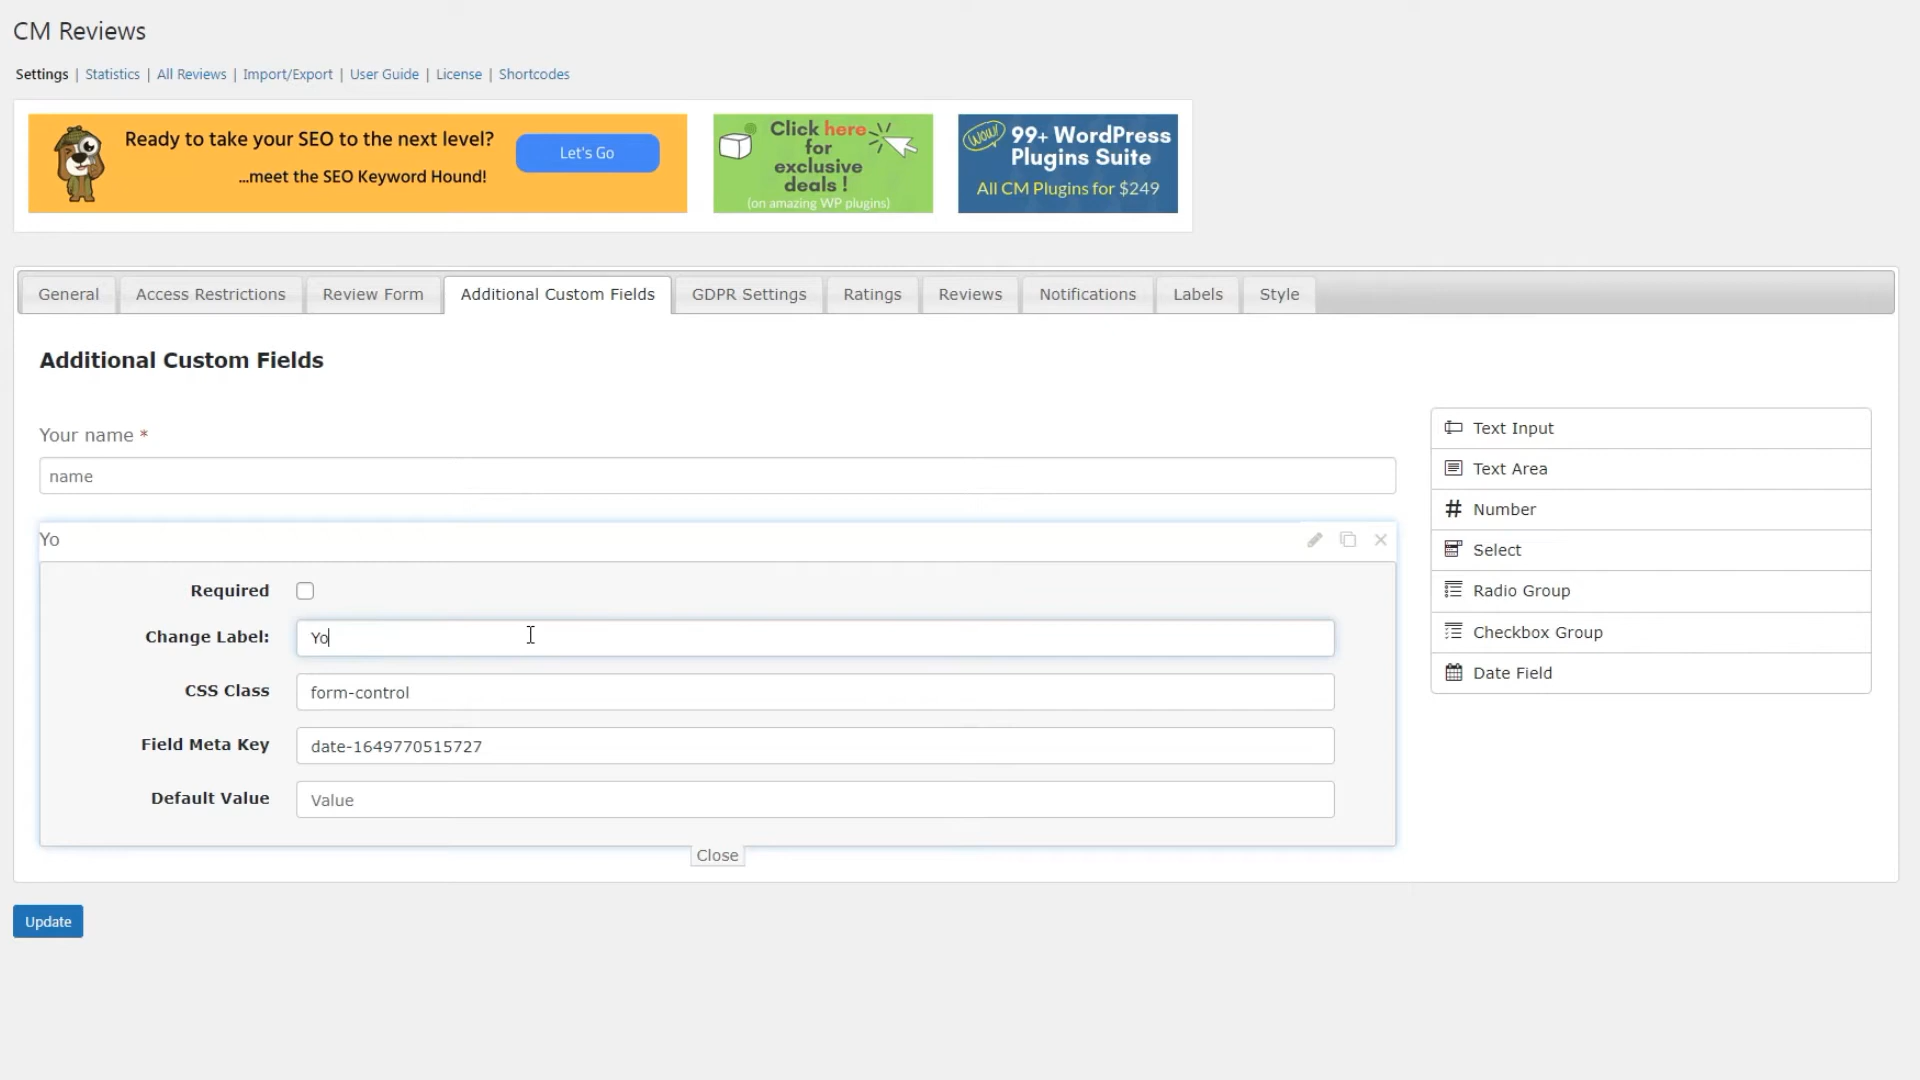 CM Reviews
Settings | Statistics | All Reviews | Import/Export | User Guide | License | Shortcodes
Ready to take your SEO to the next level?
...meet the SEO Keyword Hound!
Let's Go
Click here
for
exclusive
deals !
(on amazing WP plugins)
WOW! 99+ WordPress
Plugins Suite
All CM Plugins for $249
General Access Restrictions Review Form Additional Custom Fields GDPR Settings Ratings Reviews Notifications Labels Style
Additional Custom Fields
Your name *
name
Yo
Required
Change Label: Yo
CSS Class form-control
Field Meta Key date-1649770515727
Default Value Value
Close
Text Input
Text Area
Number
Select
Radio Group
Checkbox Group
Date Field
Update